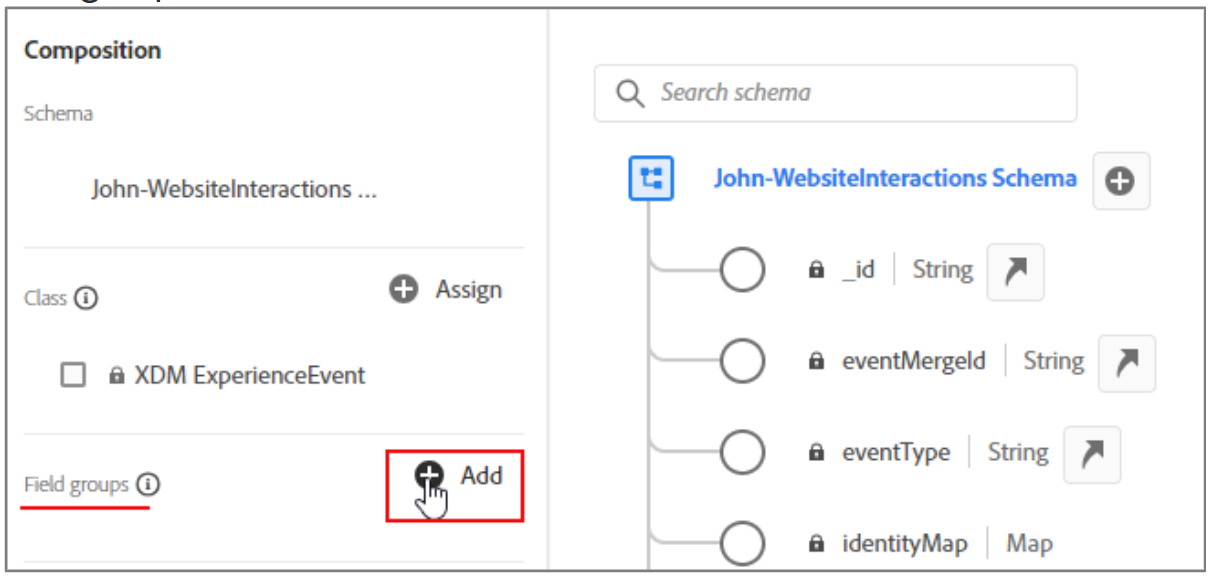 Composition
Schema
John-WebsiteInteractions ...
Class
Assign
XDM ExperienceEvent
Field groups
Add
Search schema
John-WebsiteInteractions Schema
_id String
eventMergeId String
eventType String
identityMap Map